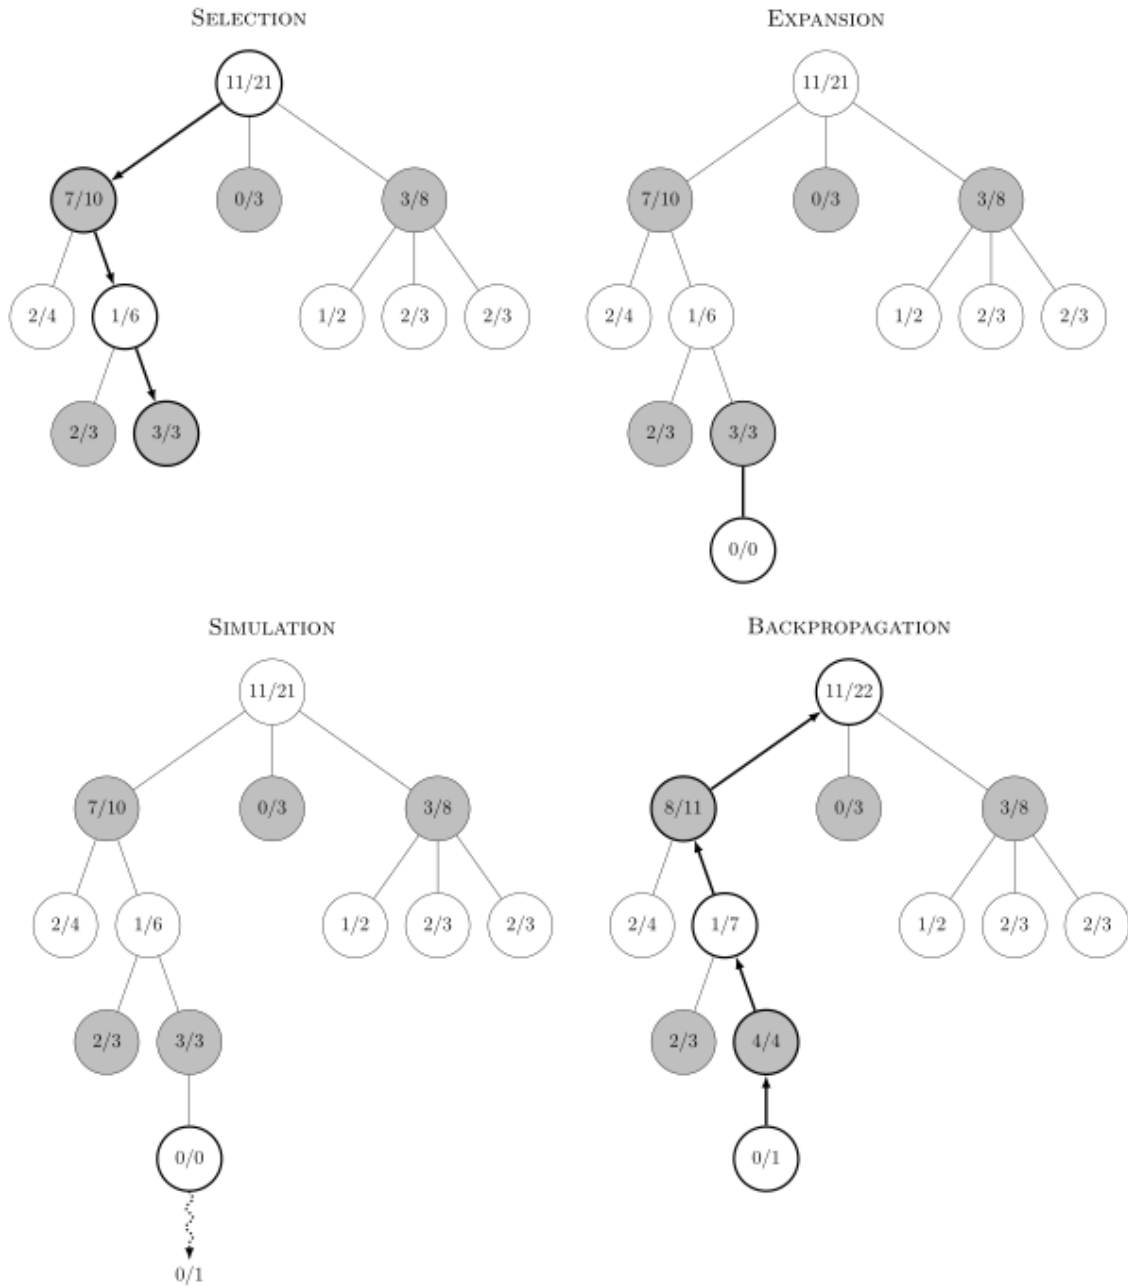 SELECTION
11/21
7/10 0/3 3/8
2/4 1/6 1/2 2/3 2/3
2/3 3/3
EXPANSION
11/21
7/10 0/3 3/8
2/4 1/6 1/2 2/3 2/3
2/3 3/3
0/0
SIMULATION
11/21
7/10 0/3 3/8
2/4 1/6 1/2 2/3 2/3
2/3 3/3
0/0
0/1
BACKPROPAGATION
11/22
8/11 0/3 3/8
2/4 1/7 1/2 2/3 2/3
2/3 4/4
0/1